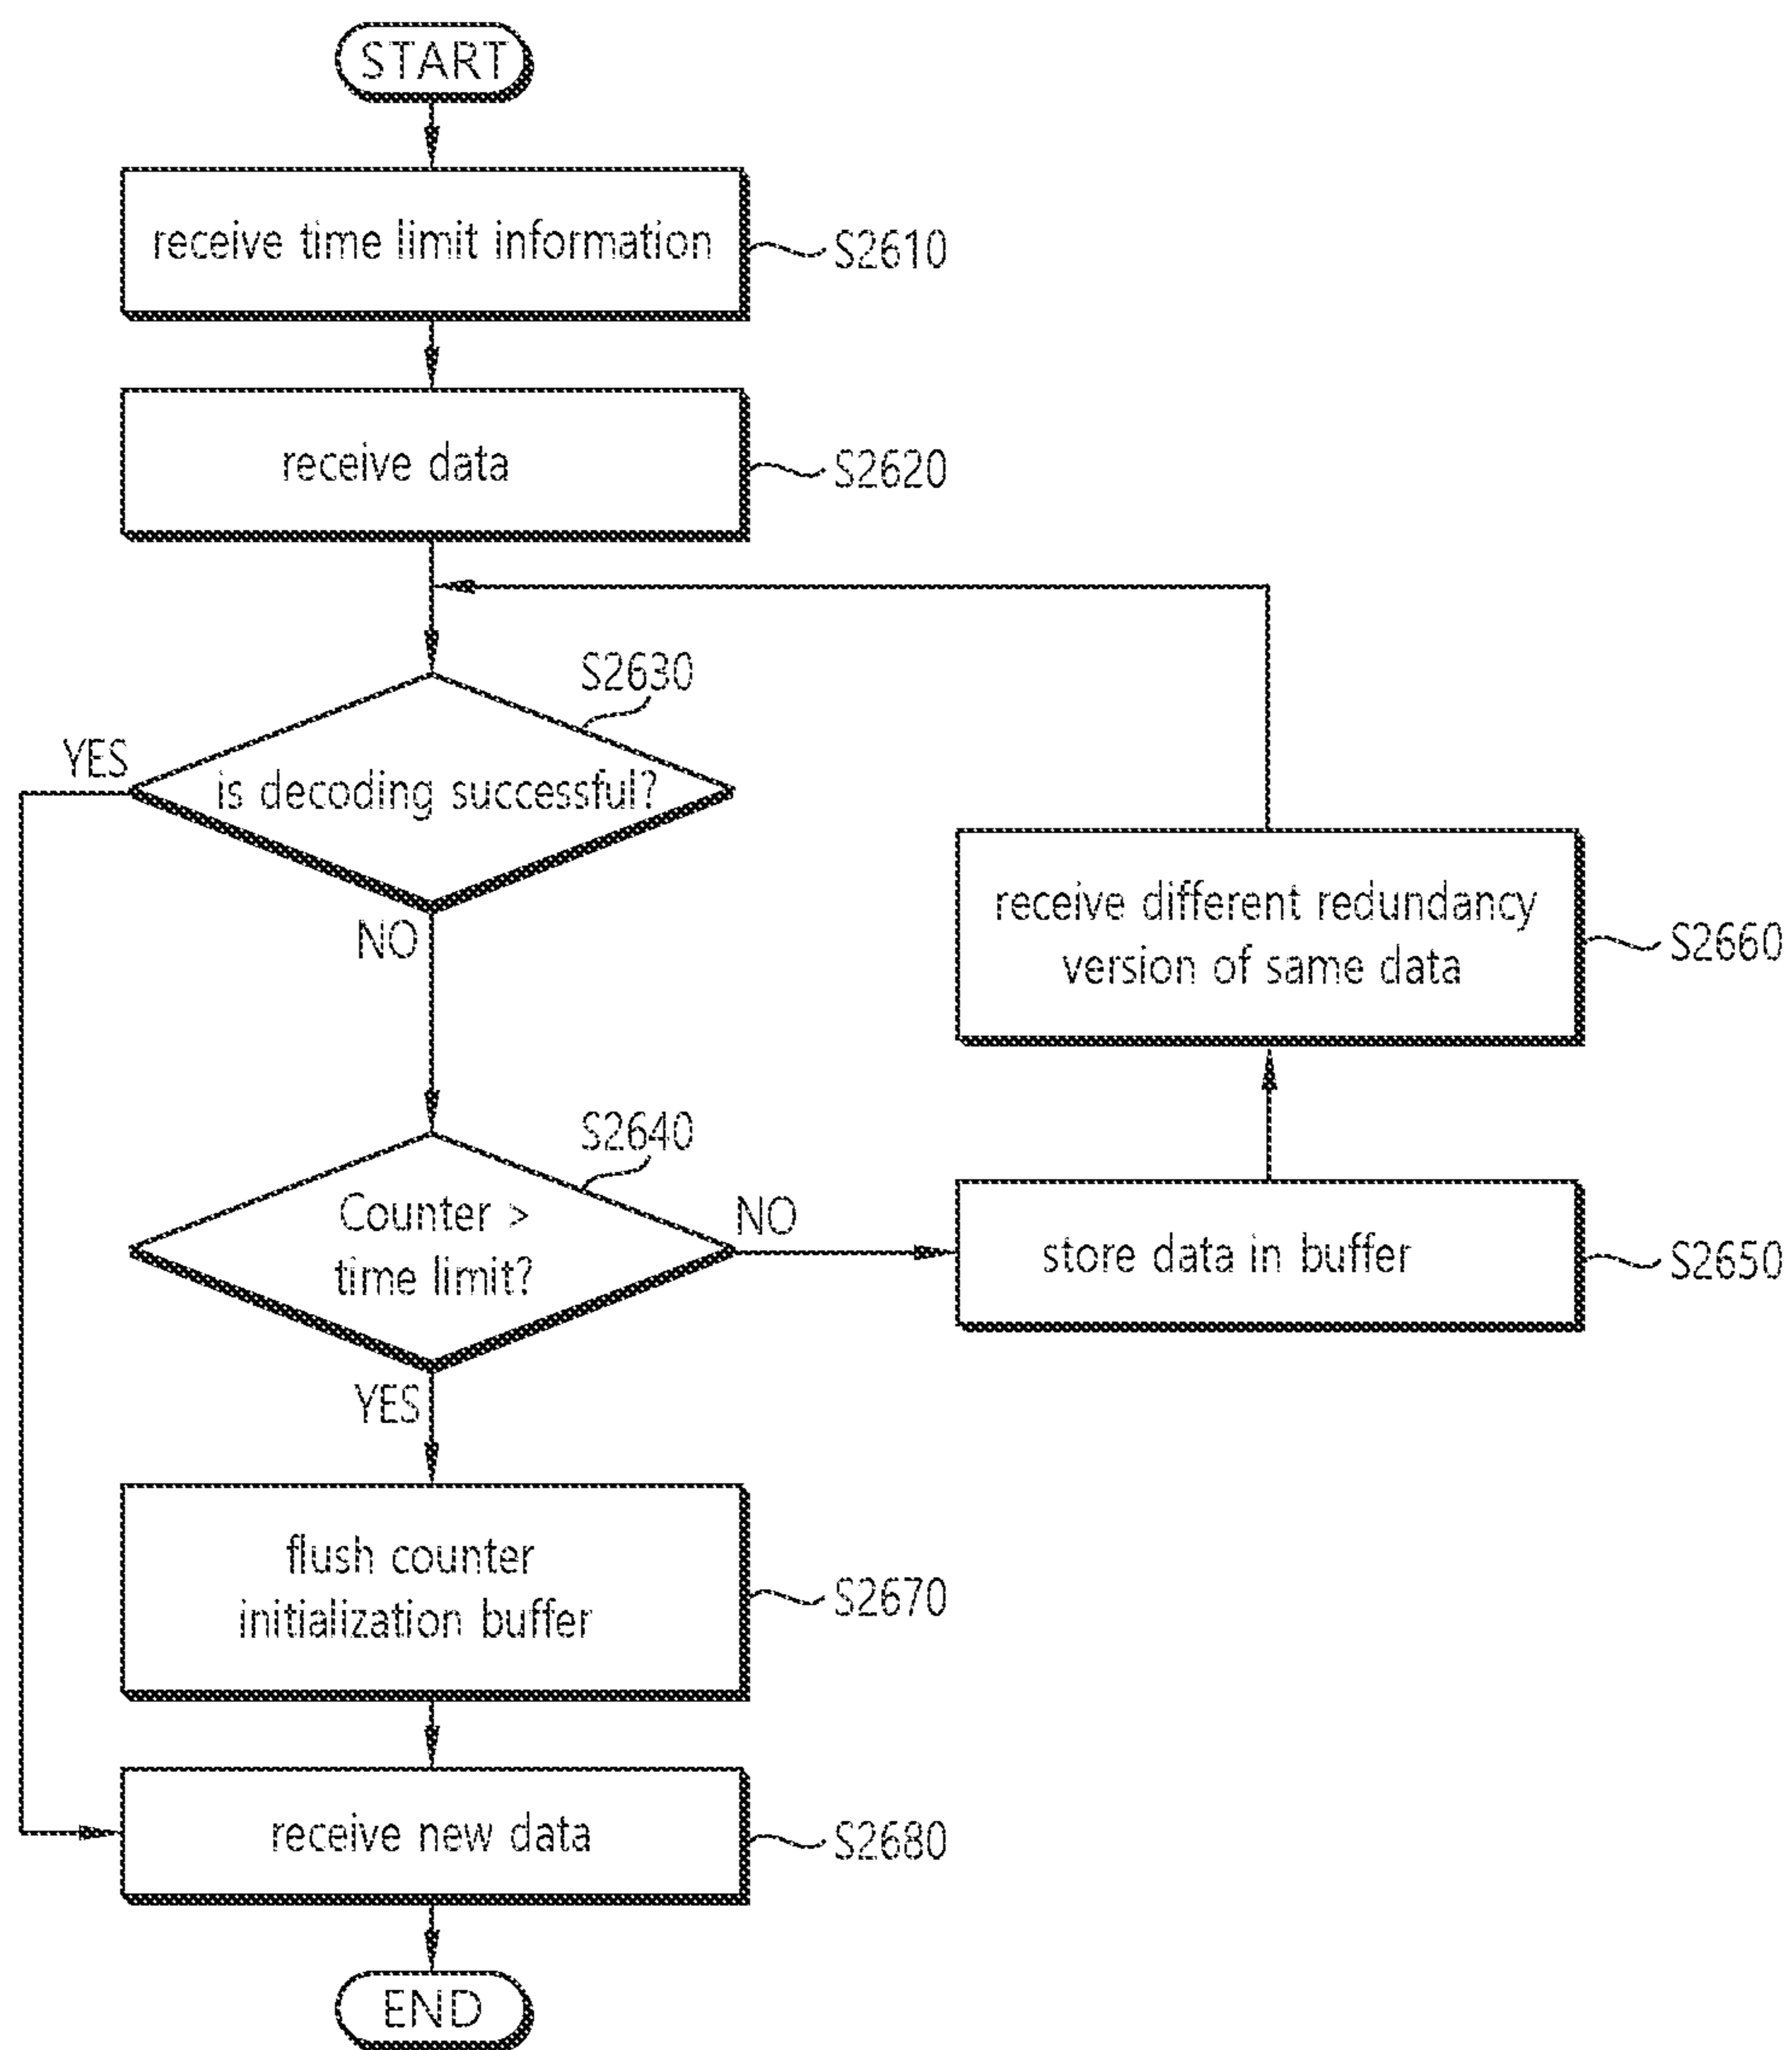 START
receive time limit information
S2610
receive data
S2620
S2630
YES
is decoding successful?
NO
receive different redundancy
version of same data
S2660
S2640
Counter >
time limit?
NO
store data in buffer
S2650
YES
flush counter
initialization buffer
S2670
receive new data
S2680
END